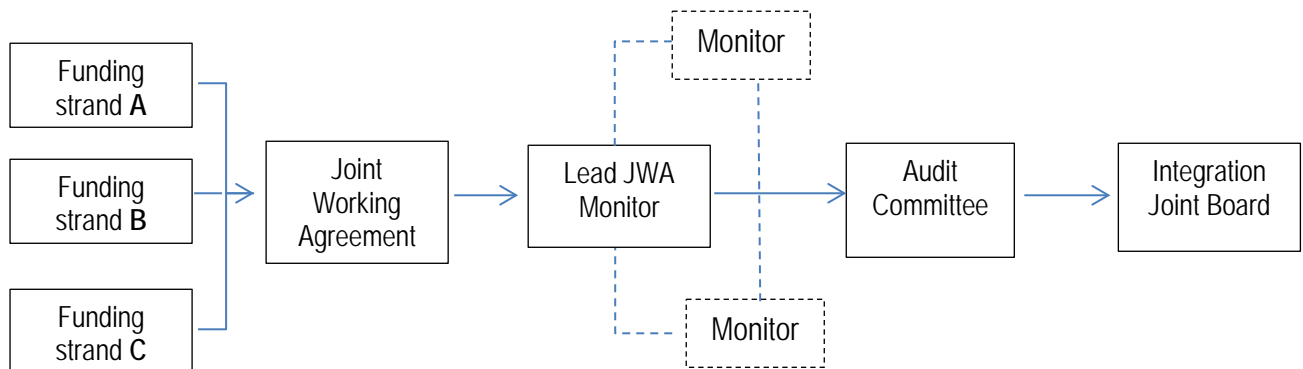 Funding
strand A
Funding
strand B
Funding
strand C
Joint
Working
Agreement
Lead JWA
Monitor
Monitor
Monitor
Audit
Committee
Integration
Joint Board